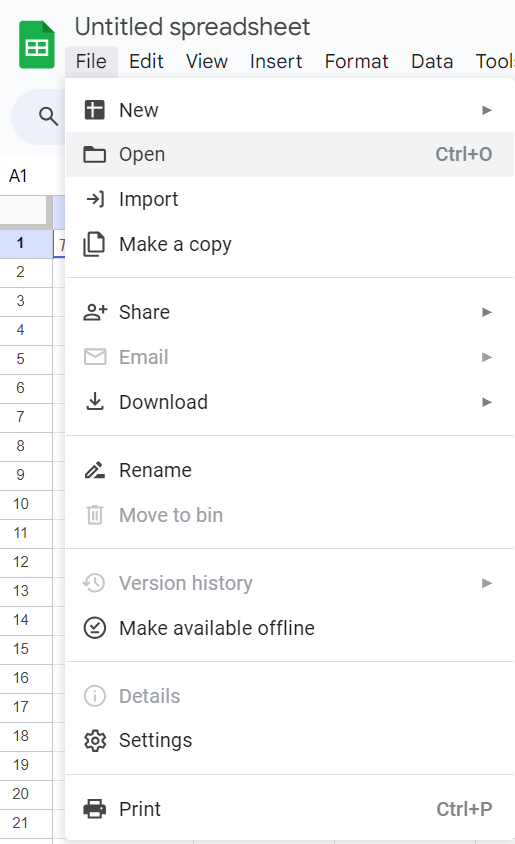 Untitled spreadsheet
File Edit View Insert Format Data
New
Open Ctrl+O
A1
Import
1
Make a copy
2
3
Share
4
5
Email
6
Download
7
8
Rename
9
10
Move to bin
11
12
Version history
13
14
Make available offline
15
16
Details
17
18
Settings
19
20
Print Ctrl+P
21